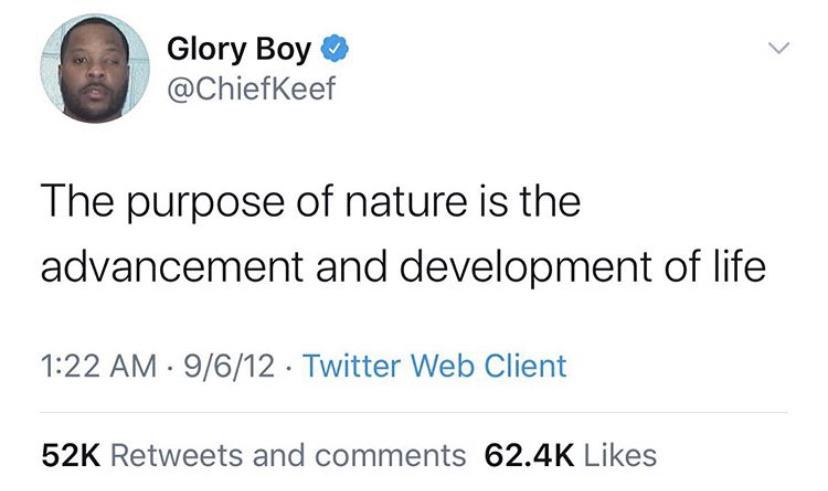 Glory Boy
@ChiefKeef
The purpose of nature is the
advancement and development of life
1:22 AM · 9/6/12 · Twitter Web Client
52K Retweets and comments 62.4K Likes